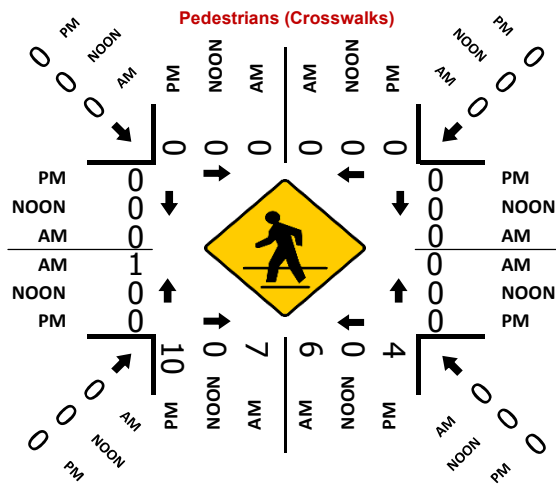 Pedestrians (Crosswalks)
0 PM
0 NOON
0 AM
PM NOON AM AM NOON PM
PM 0
NOON 0
AM 0
0 0 0 0 0 0
PM 0 0 PM
NOON 0 0 NOON
AM 0 0 AM
AM 1 0 AM
NOON 0 0 NOON
PM 0 0 PM
10 0 7 6 0 4
PM NOON AM AM NOON PM
0 AM
0 NOON
0 PM
AM 0
NOON 0
PM 0